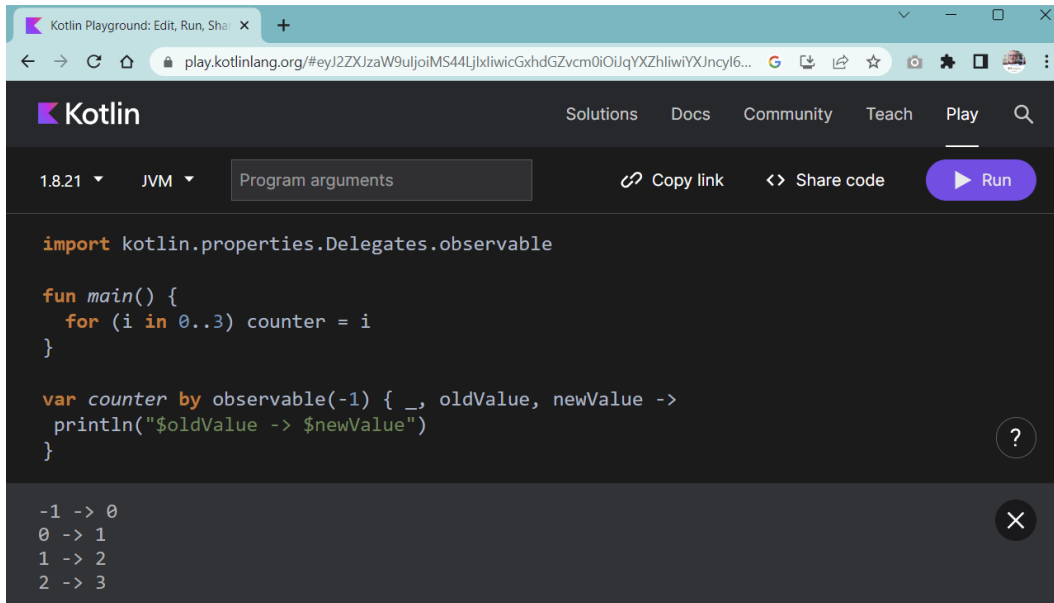 Kotlin Playground: Edit, Run, Sha
play.kotlinlang.org/#eyJ2ZXJzaW9uIjoiMS44LjIxIiwicGxhdGZvcm0iOiJqYXZhIiwiYXJncyI6...
Kotlin
Solutions Docs Community Teach Play
1.8.21 JVM Program arguments Copy link <> Share code Run
import kotlin.properties.Delegates.observable
fun main() {
for (i in 0..3) counter = i
}
var counter by observable(-1) { _, oldValue, newValue ->
println("$oldValue -> $newValue")
}
?
-1 -> 0
0 -> 1
1 -> 2
2 -> 3